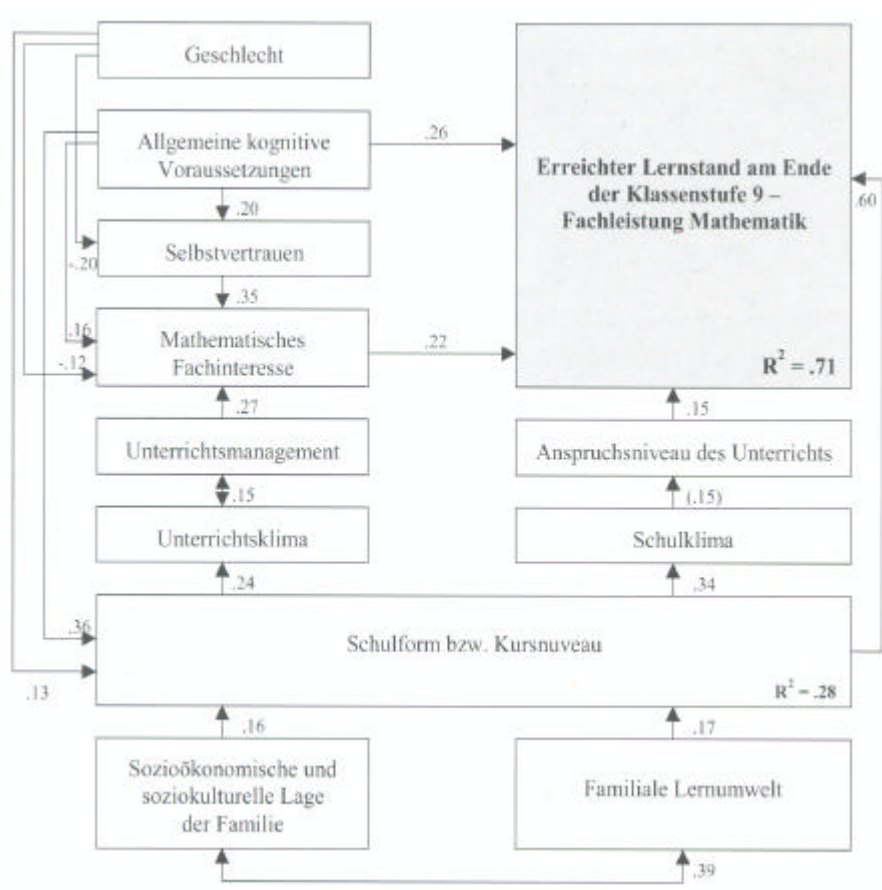 Geschlecht
Allgemeine kognitive
Voraussetzungen
.26
Erreichter Lernstand am Ende
der Klassenstufe 9 –
Fachleistung Mathematik
.60
.20
Selbstvertrauen
-.20
.35
.16
Mathematisches
Fachinteresse
-.12
.22
R² = .71
.27
.15
Unterrichtsmanagement
Anspruchsniveau des Unterrichts
.15
(.15)
Unterrichtsklima
Schulklima
.24
.34
.36
Schulform bzw. Kursnuveau
.13
R² = .28
.16
.17
Sozioökonomische und
soziokulturelle Lage
der Familie
Familiale Lernumwelt
.39